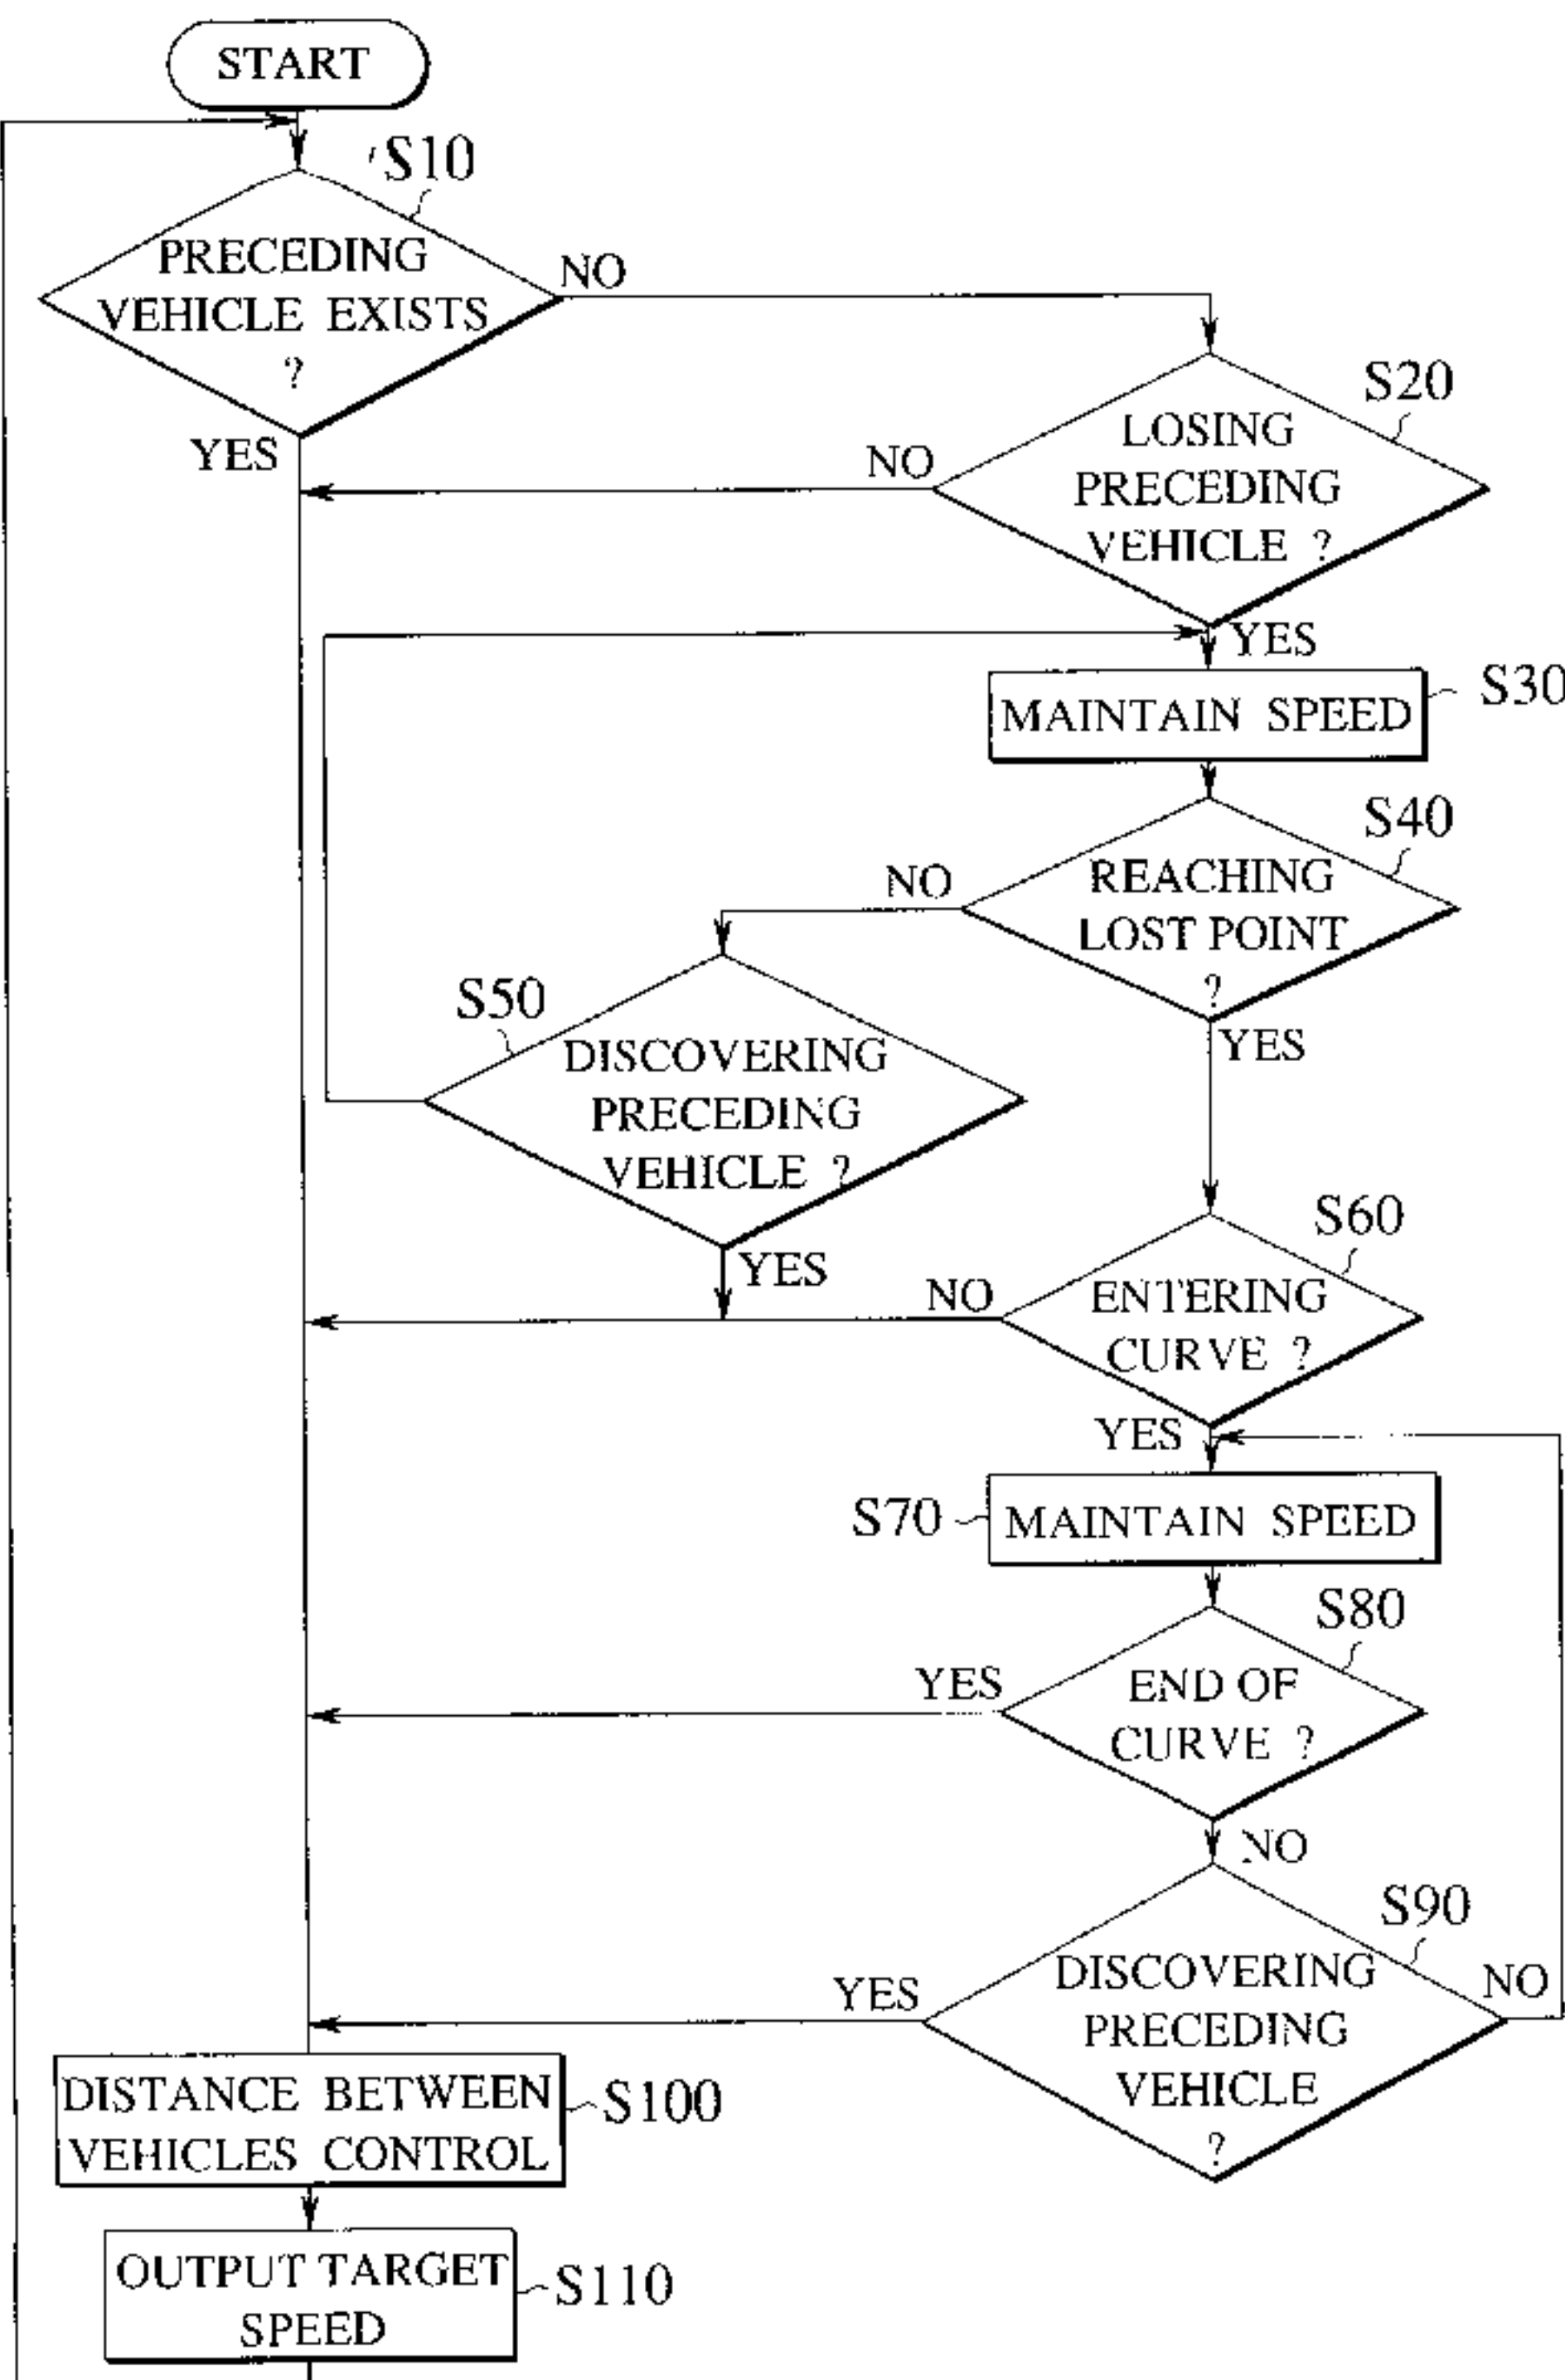 START
S10
PRECEDING
VEHICLE EXISTS
?
NO
YES
S20
LOSING
PRECEDING
VEHICLE ?
NO
YES
S30
MAINTAIN SPEED
S40
REACHING
LOST POINT
?
NO
YES
S50
DISCOVERING
PRECEDING
VEHICLE ?
YES
S60
ENTERING
CURVE ?
NO
YES
S70
MAINTAIN SPEED
S80
END OF
CURVE ?
YES
NO
S90
DISCOVERING
PRECEDING
VEHICLE
?
YES
NO
DISTANCE BETWEEN
VEHICLES CONTROL
S100
OUTPUT TARGET
SPEED
S110